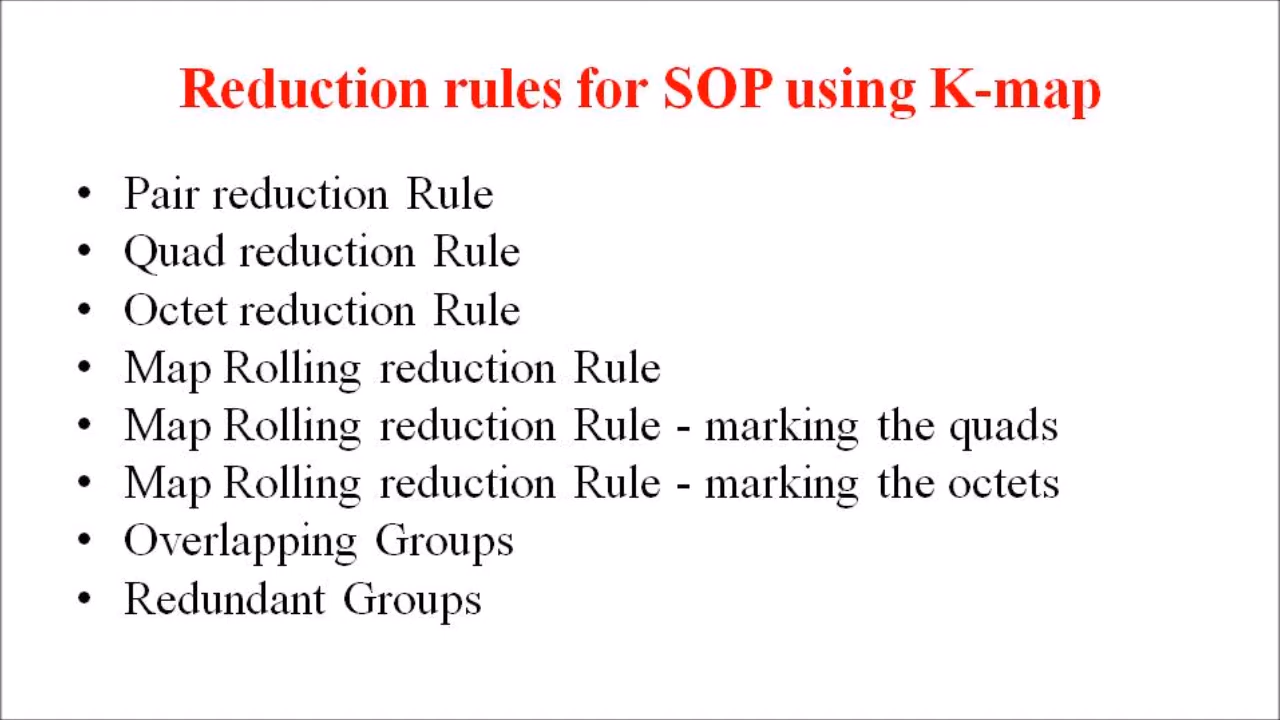 Reduction rules for SOP using K-map
• Pair reduction Rule
• Quad reduction Rule
• Octet reduction Rule
• Map Rolling reduction Rule
• Map Rolling reduction Rule - marking the quads
• Map Rolling reduction Rule - marking the octets
• Overlapping Groups
• Redundant Groups